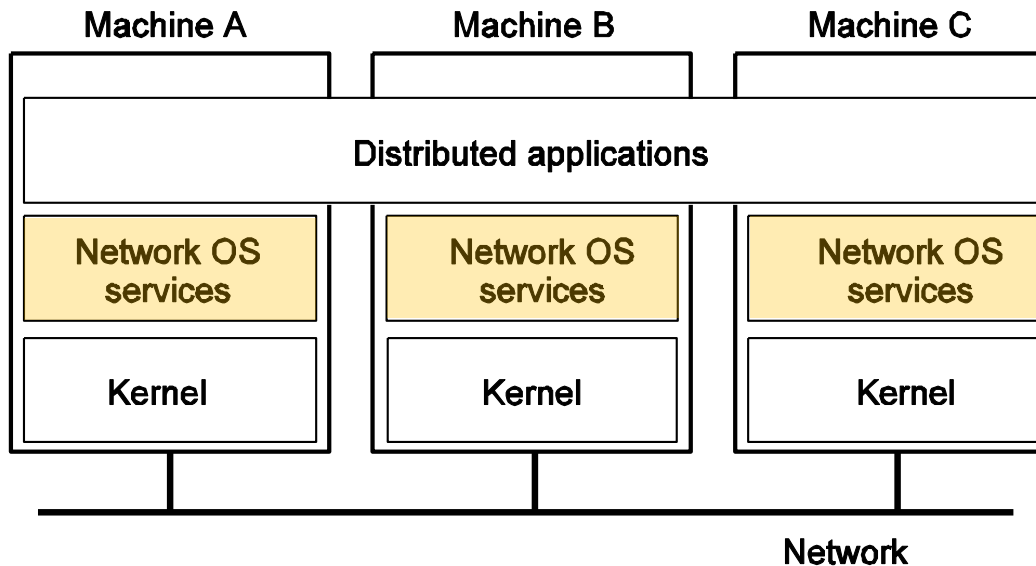 Machine A
Machine B
Machine C
Distributed applications
Network OS
services
Network OS
services
Network OS
services
Kernel
Kernel
Kernel
Network